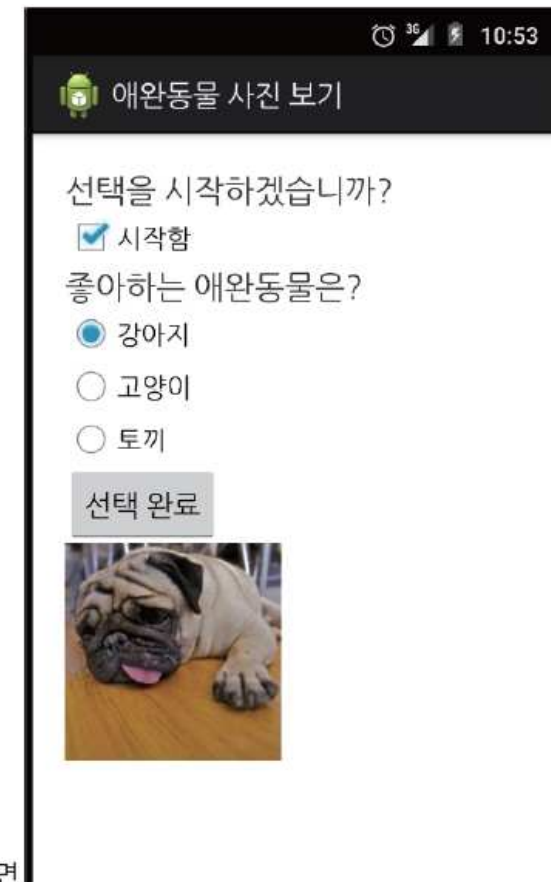 3G 10:53
애완동물 사진 보기
선택을 시작하겠습니까?
시작함
좋아하는 애완동물은?
강아지
고양이
토끼
선택 완료
면